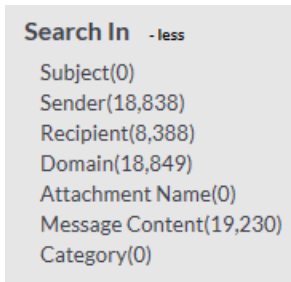 Search In - less
Subject(0)
Sender(18,838)
Recipient(8,388)
Domain(18,849)
Attachment Name(0)
Message Content(19,230)
Category(0)